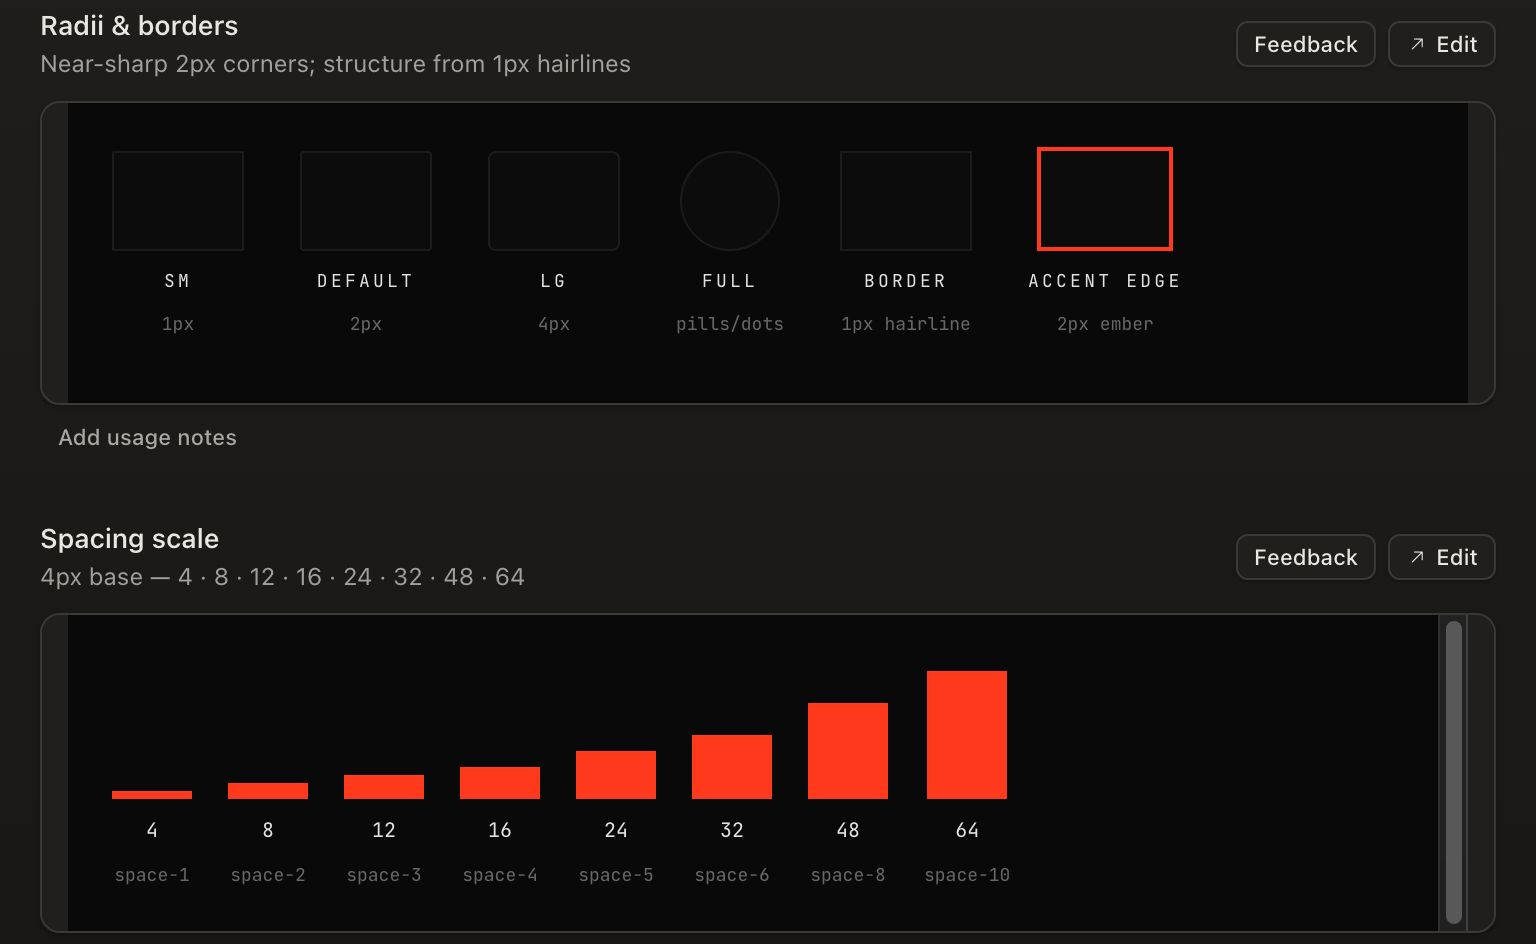 Radii & borders
Near-sharp 2px corners; structure from 1px hairlines
Feedback
Edit
SM
DEFAULT
LG
FULL
BORDER
ACCENT EDGE
1px
2px
4px
pills/dots
1px hairline
2px ember
Add usage notes
Spacing scale
4px base — 4 · 8 · 12 · 16 · 24 · 32 · 48 · 64
Feedback
Edit
4
8
12
16
24
32
48
64
space-1
space-2
space-3
space-4
space-5
space-6
space-8
space-10